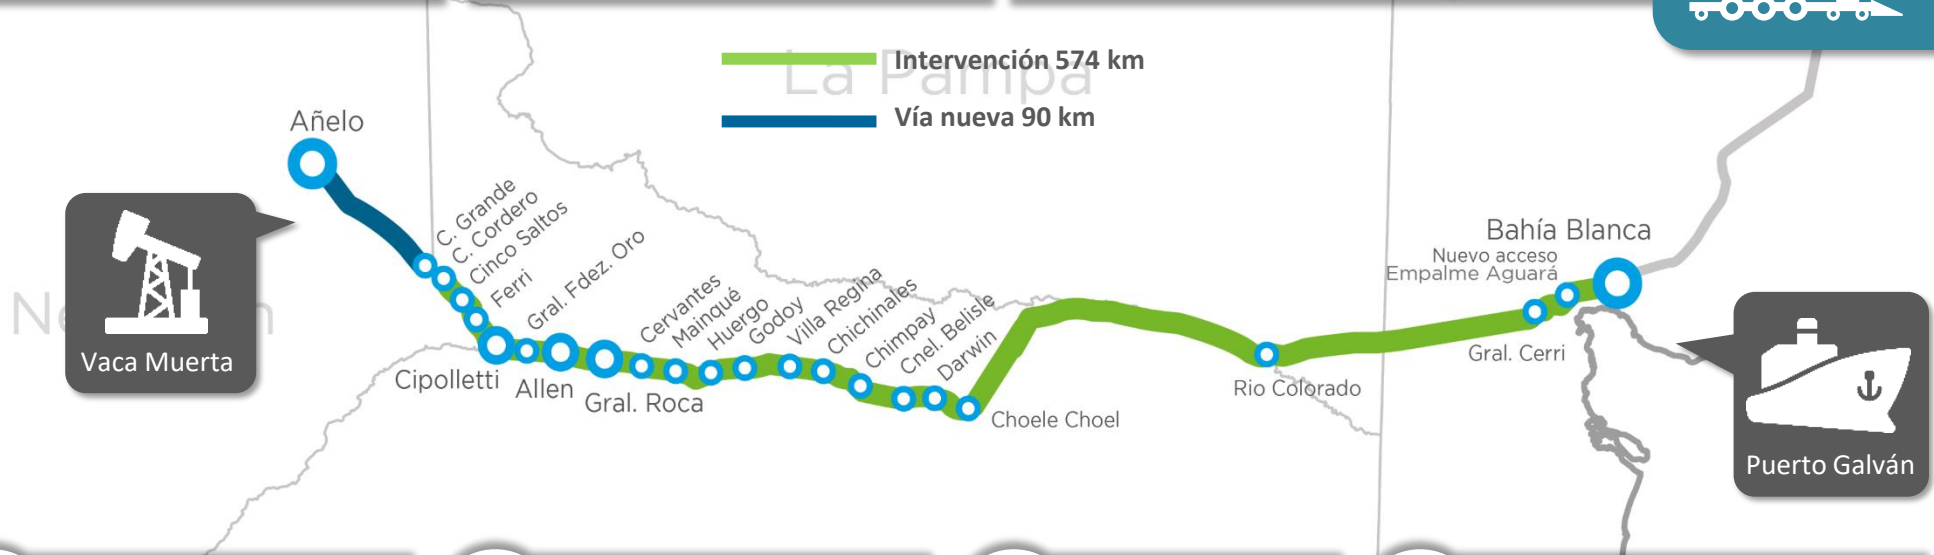 La Pampa
Intervención 574 km
Vía nueva 90 km
Añelo
Vaca Muerta
C. Grande
C. Cordero
Cinco Saltos
Ferri
Cipolletti
Gral. Fdez. Oro
Allen
Gral. Roca
Cervantes
Mainqué
Huergo
Godoy
Villa Regina
Chichinales
Chimpay
Cnel. Belisle
Darwin
Choele Choel
Rio Colorado
Gral. Cerri
Bahía Blanca
Nuevo acceso
Empalme Aguará
Puerto Galván